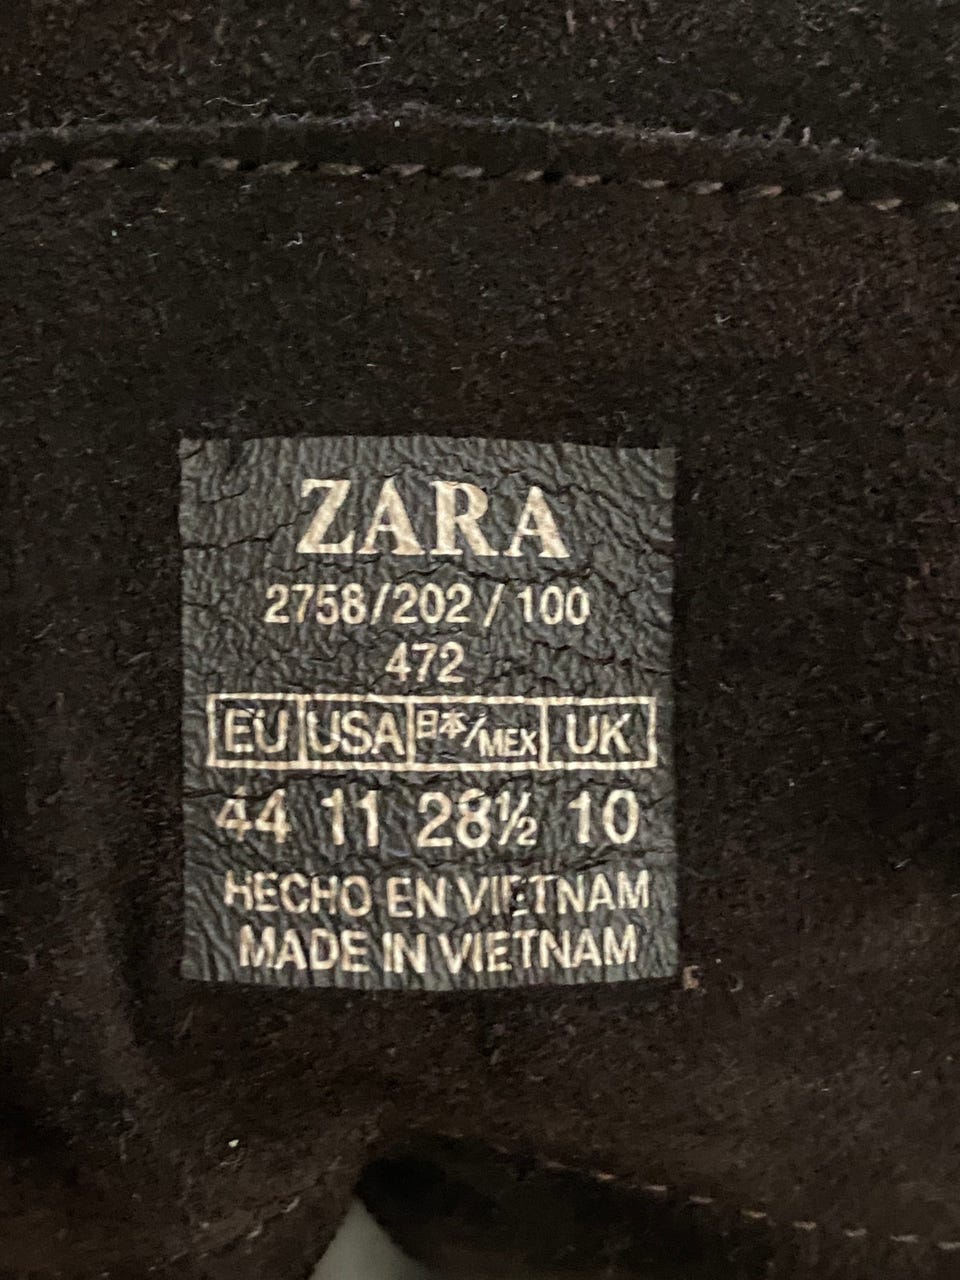 ZARA
2758/202/100
472
EU USA 日本/MEX UK
44 11 28½ 10
HECHO EN VIETNAM
MADE IN VIETNAM